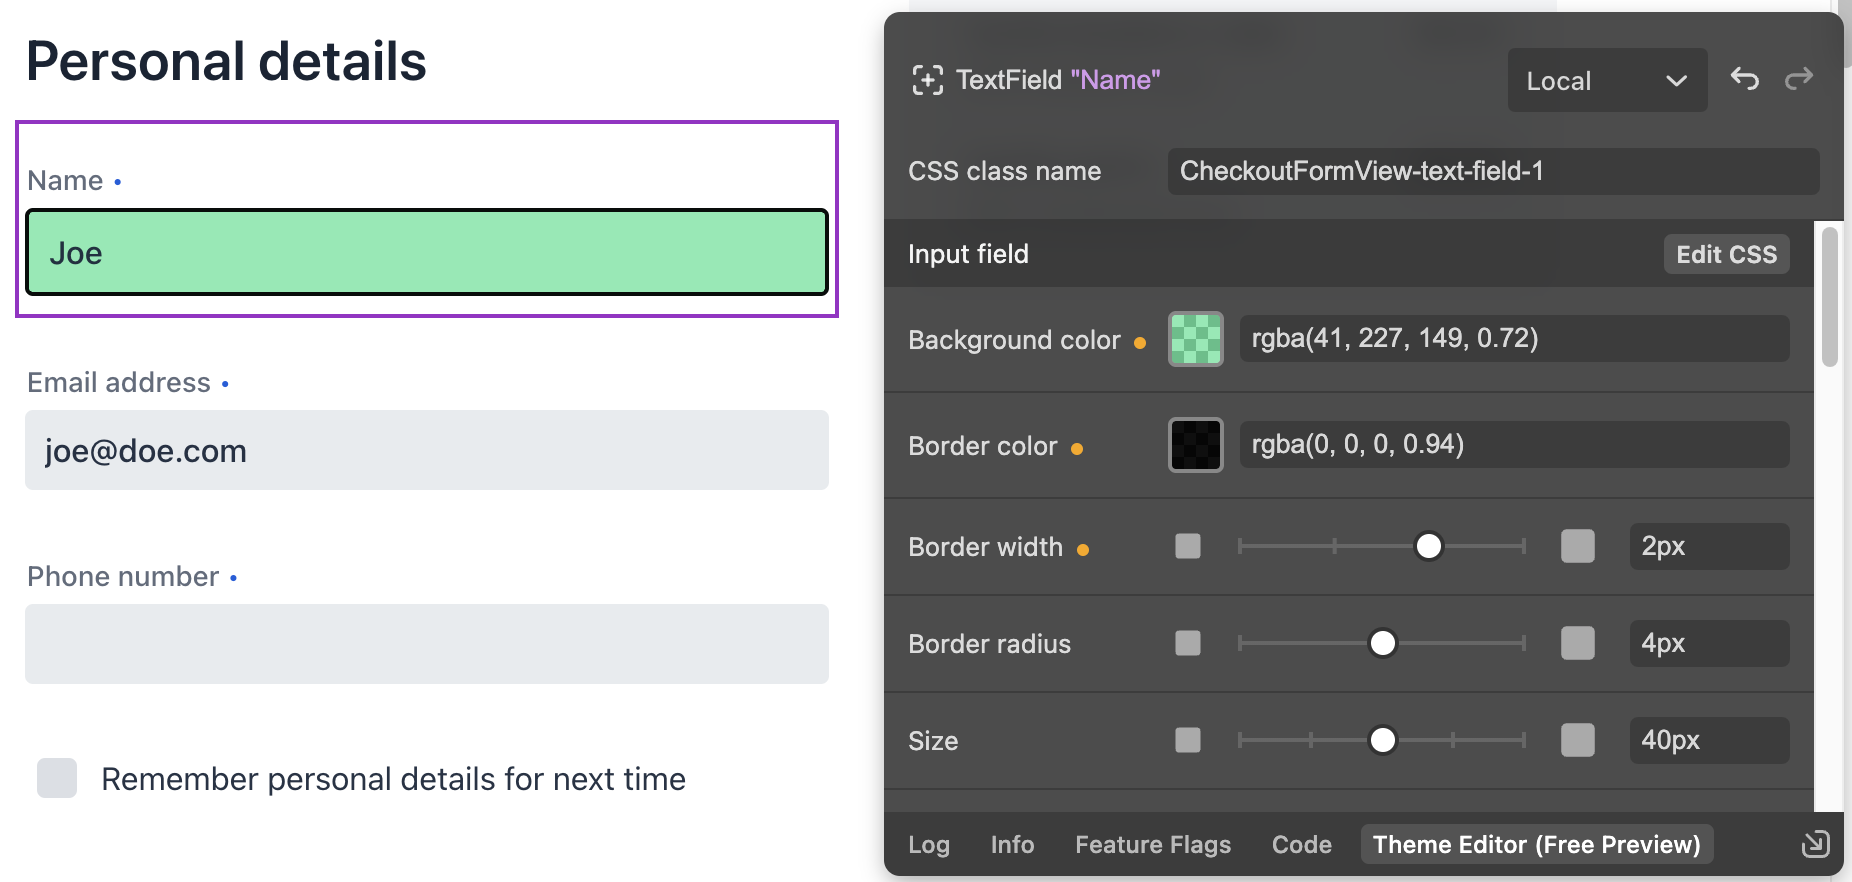 Personal details
Name •
Joe
Email address •
joe@doe.com
Phone number •
Remember personal details for next time
TextField "Name"
Local
CSS class name
CheckoutFormView-text-field-1
Input field
Edit CSS
Background color
rgba(41, 227, 149, 0.72)
Border color
rgba(0, 0, 0, 0.94)
Border width
2px
Border radius
4px
Size
40px
Log Info Feature Flags Code Theme Editor (Free Preview)